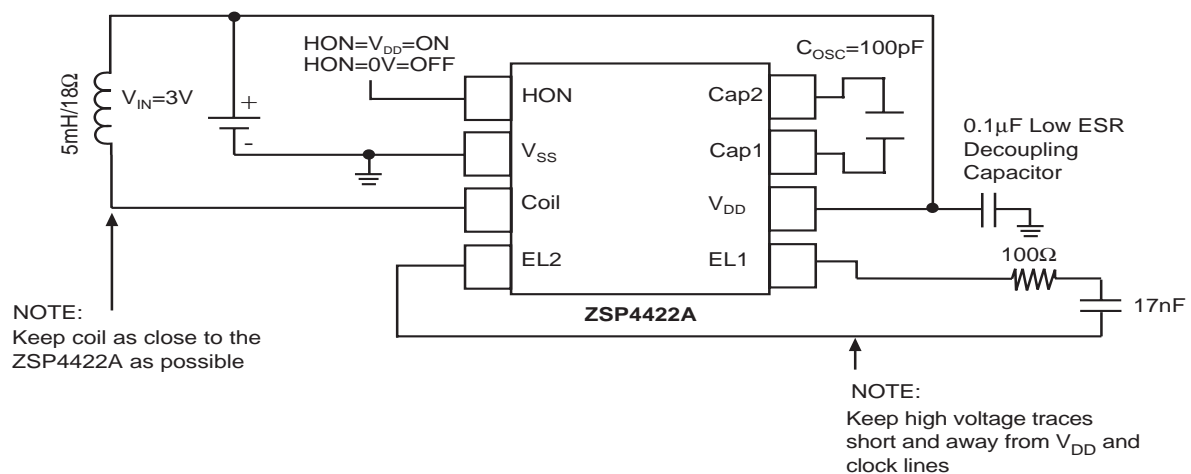 HON=V_DD=ON
HON=0V=OFF
C_OSC=100pF
5mH/18Ω
V_IN=3V
+
-
HON
V_SS
Coil
EL2
Cap2
Cap1
V_DD
EL1
ZSP4422A
0.1μF Low ESR
Decoupling
Capacitor
100Ω
17nF
NOTE:
Keep coil as close to the
ZSP4422A as possible
NOTE:
Keep high voltage traces
short and away from V_DD and
clock lines